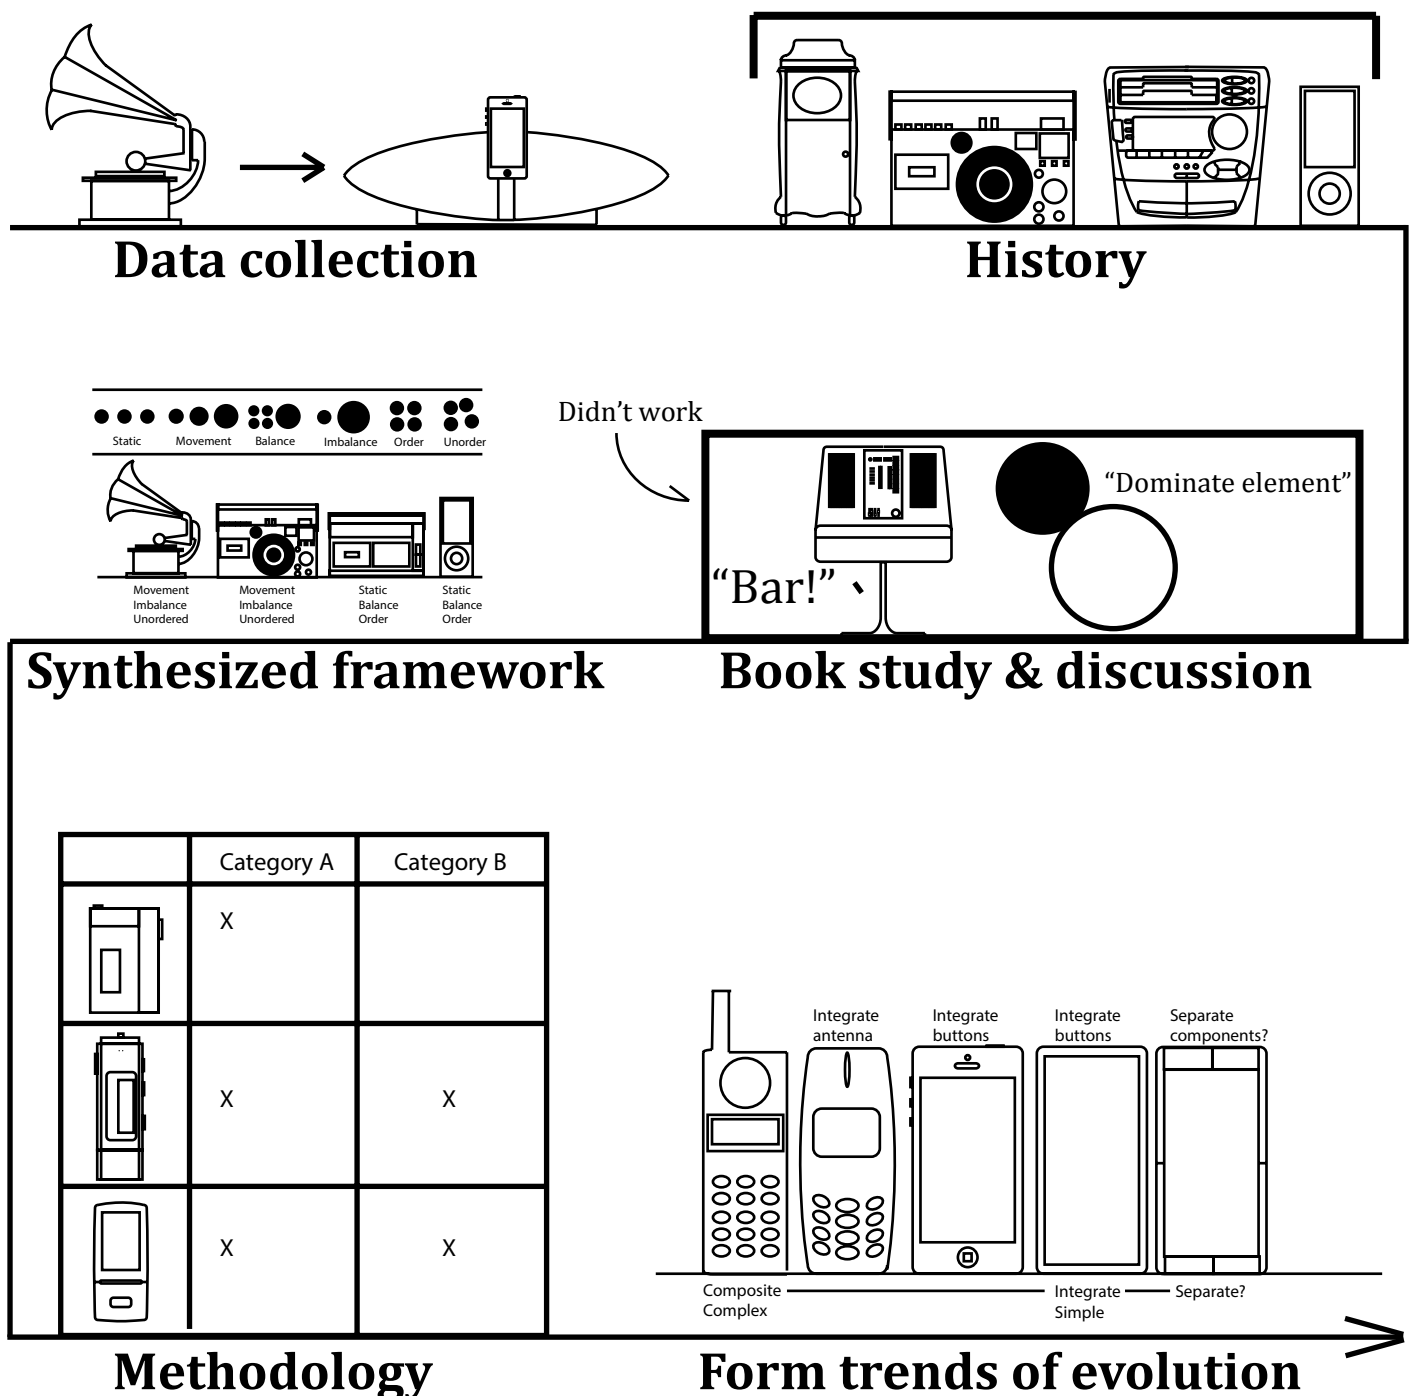 Data collection
History
Static
Movement
Balance
Imbalance
Order
Unorder
Movement
Imbalance
Unordered
Movement
Imbalance
Unordered
Static
Balance
Order
Static
Balance
Order
Didn't work
"Dominate element"
"Bar!"
Synthesized framework
Book study & discussion
Category A
Category B
X
X
X
X
X
Integrate
antenna
Integrate
buttons
Integrate
buttons
Separate
components?
Composite
Complex
Integrate
Simple
Separate?
Methodology
Form trends of evolution